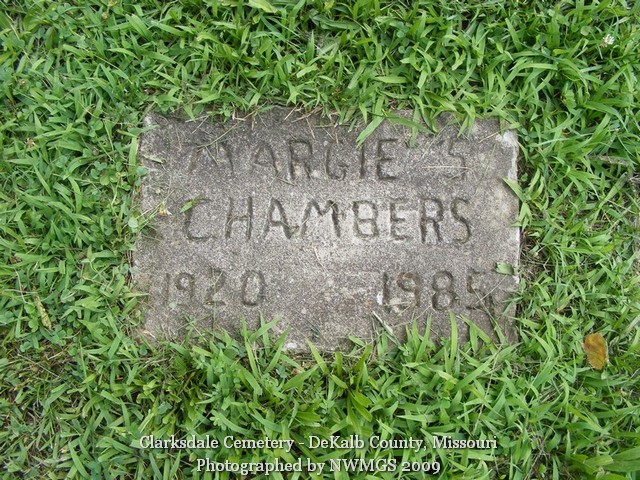 MARGIE S
CHAMBERS
1920 1985
Clarksdale Cemetery - DeKalb County, Missouri
Photographed by NWMGS 2009